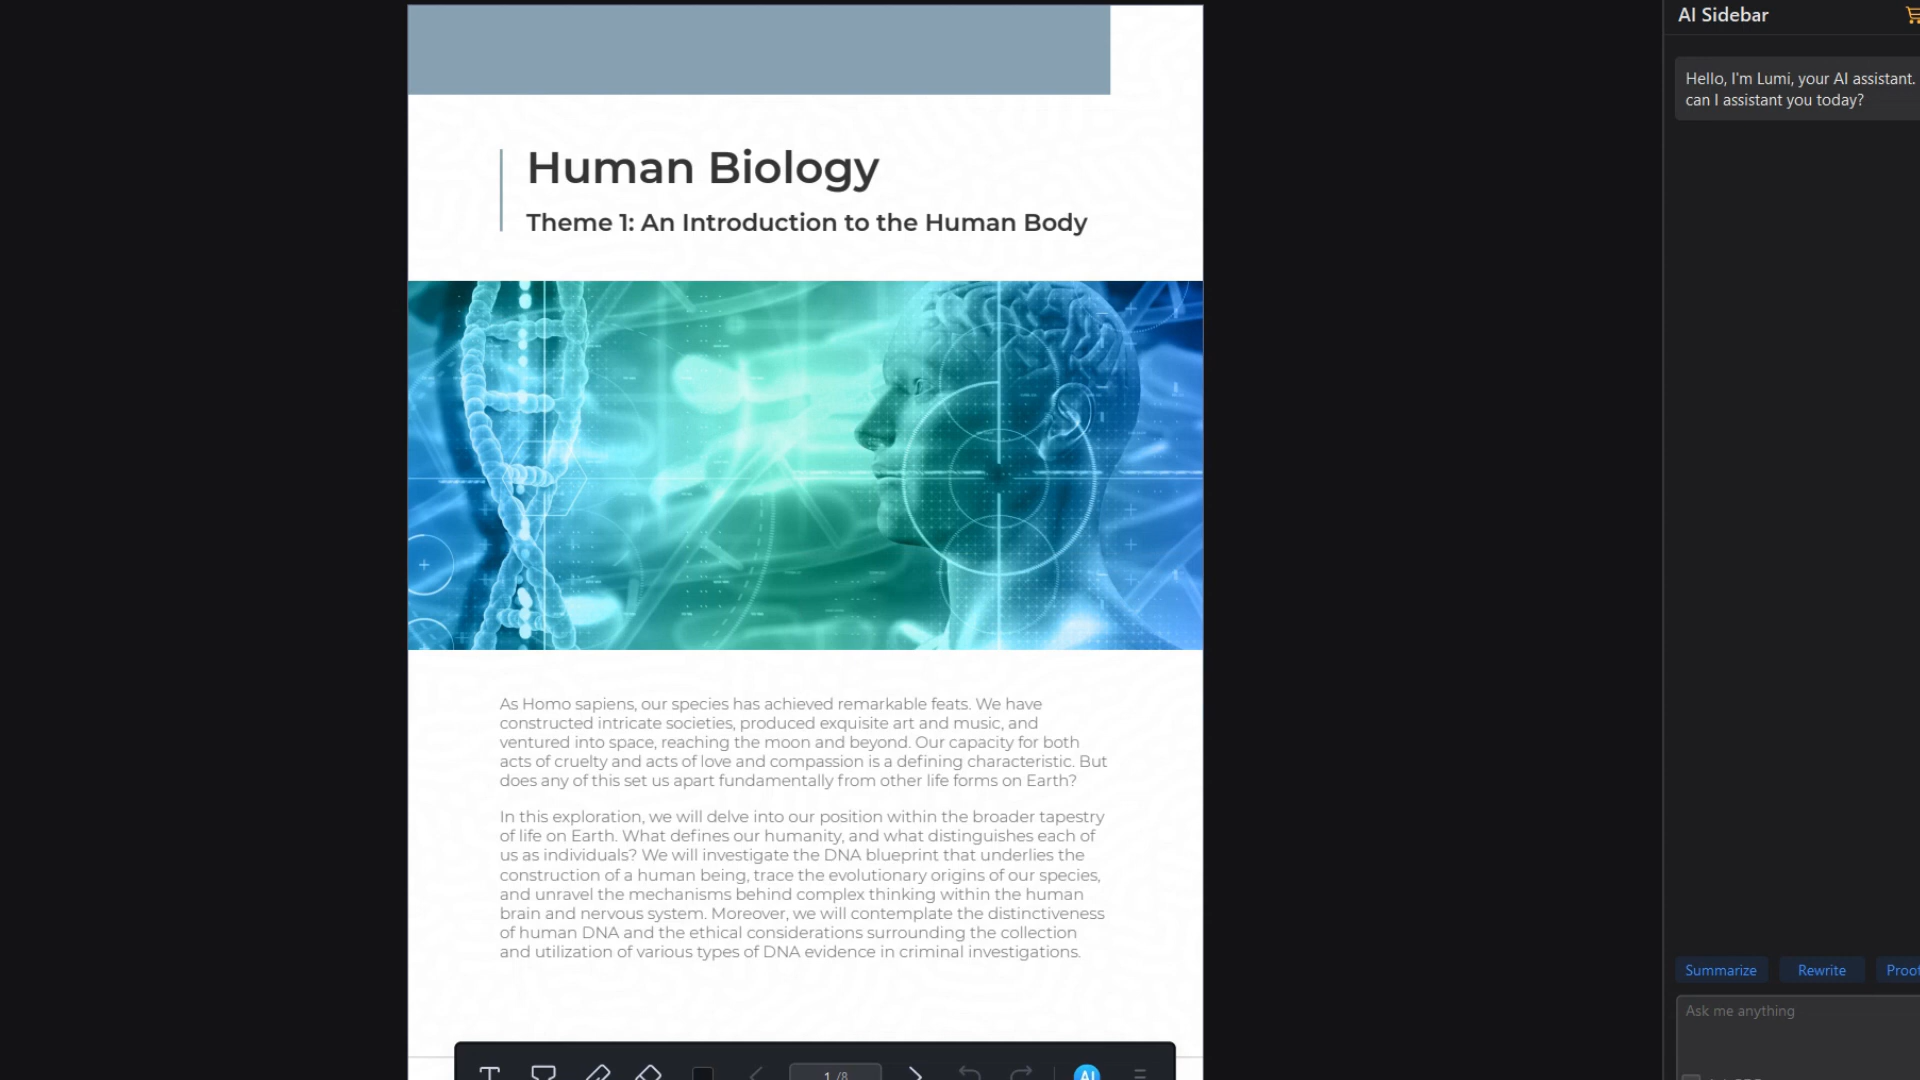 AI Sidebar
Hello, I'm Lumi, your AI assistant.
can I assistant you today?
Human Biology
Theme 1: An Introduction to the Human Body
As Homo sapiens, our species has achieved remarkable feats. We have
constructed intricate societies, produced exquisite art and music, and
ventured into space, reaching the moon and beyond. Our capacity for both
acts of cruelty and acts of love and compassion is a defining characteristic. But
does any of this set us apart fundamentally from other life forms on Earth?
In this exploration, we will delve into our position within the broader tapestry
of life on Earth. What defines our humanity, and what distinguishes each of
us as individuals? We will investigate the DNA blueprint that underlies the
construction of a human being, trace the evolutionary origins of our species,
and unravel the mechanisms behind complex thinking within the human
brain and nervous system. Moreover, we will contemplate the distinctiveness
of human DNA and the ethical considerations surrounding the collection
and utilization of various types of DNA evidence in criminal investigations.
Summarize Rewrite Proof
Ask me anything
1 /8
AI